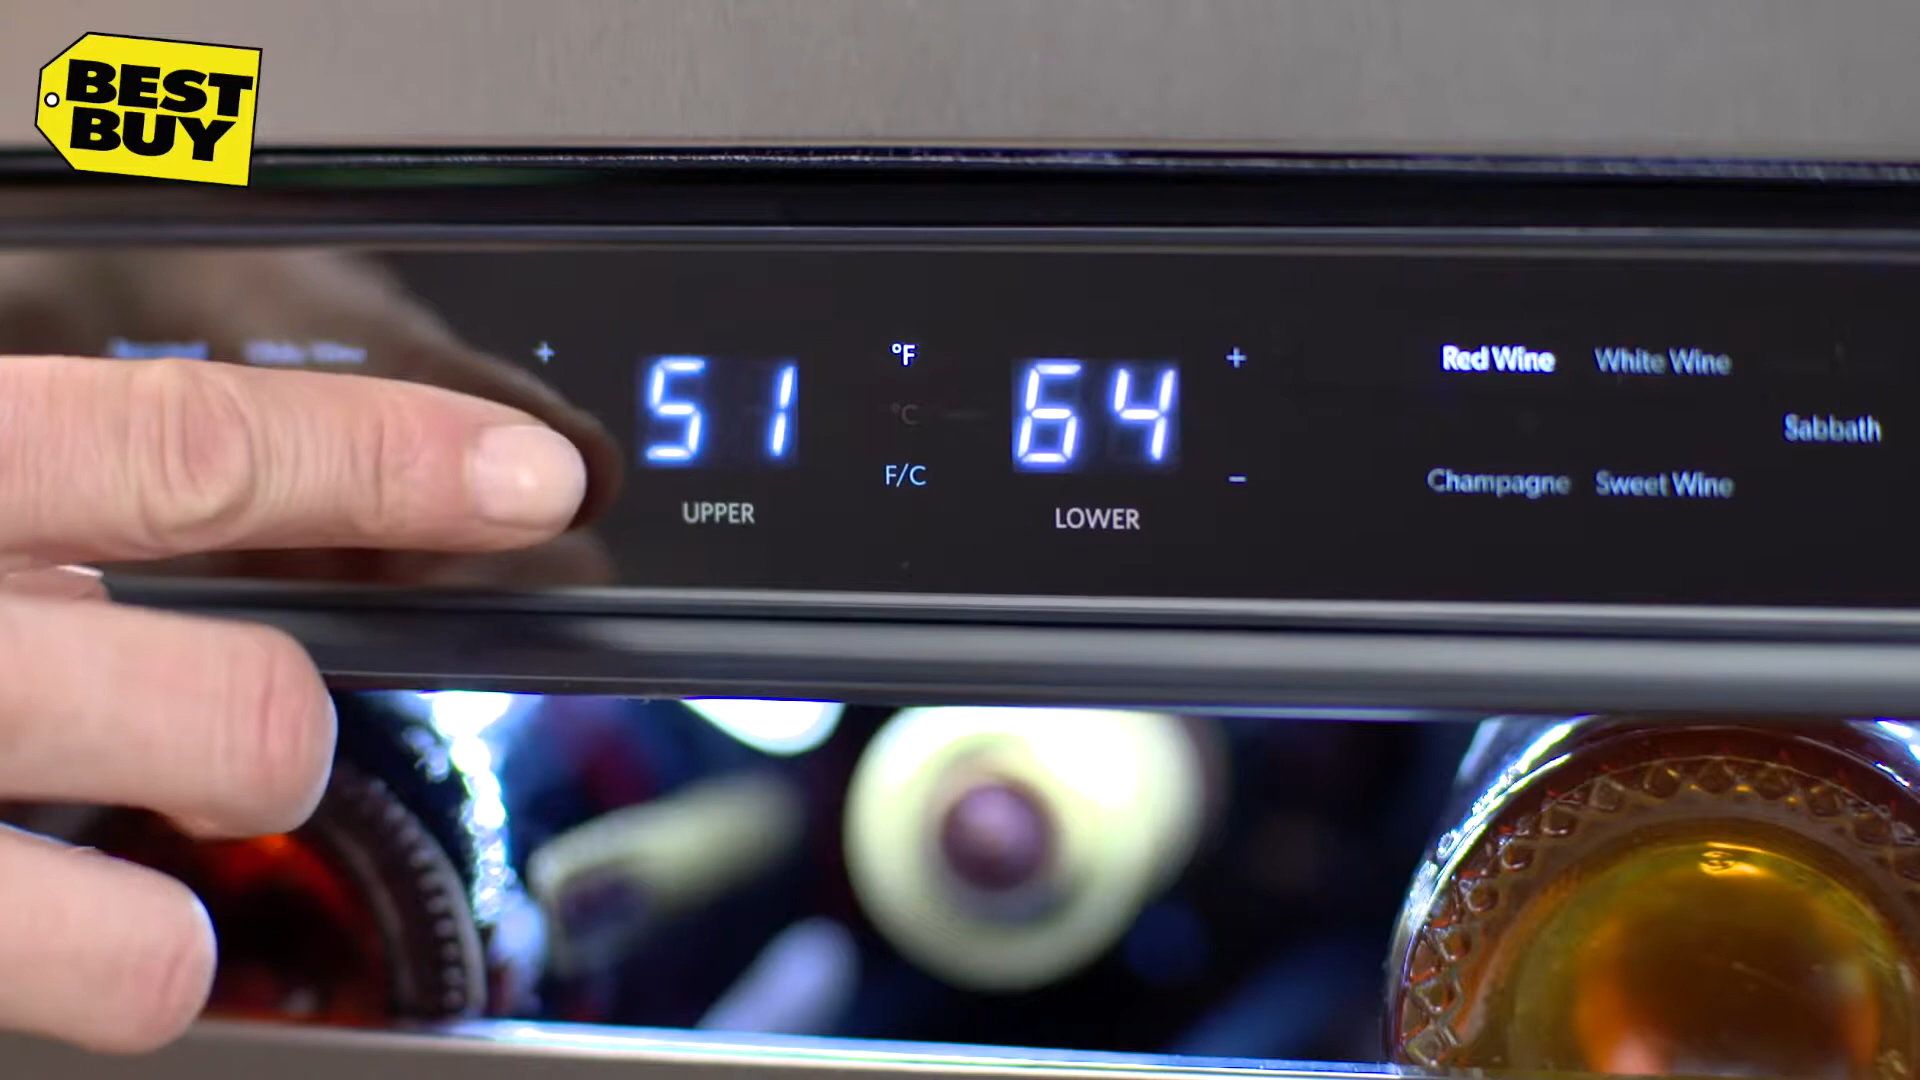 BEST
BUY
+
51
UPPER
°F
°C
F/C
64
LOWER
+
−
Red Wine
White Wine
Champagne
Sweet Wine
Sabbath